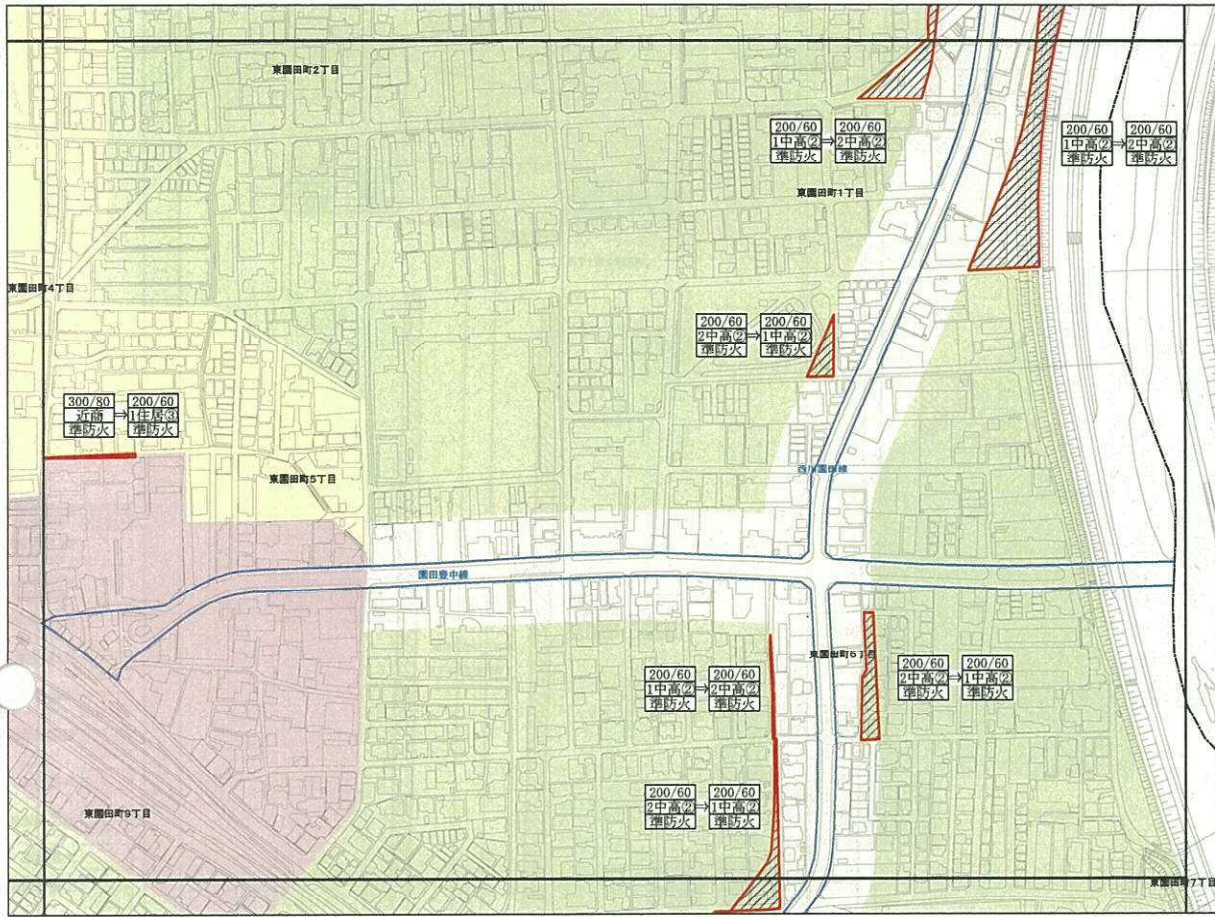 東園田町2丁目
200/60 200/60
1中高② ⇒ 2中高②
準防火 準防火
200/60 200/60
1中高② ⇒ 2中高②
準防火 準防火
東園田町1丁目
東園田町4丁目
200/60 200/60
2中高② ⇒ 1中高②
準防火 準防火
300/80 200/60
近商 ⇒ 1住居③
準防火 準防火
東園田町5丁目
西川園田線
園田豊中線
東園田町6丁目
200/60 200/60
1中高② ⇒ 2中高②
準防火 準防火
200/60 200/60
2中高② ⇒ 1中高②
準防火 準防火
200/60 200/60
2中高② ⇒ 1中高②
準防火 準防火
東園田町9丁目
東園田町7丁目